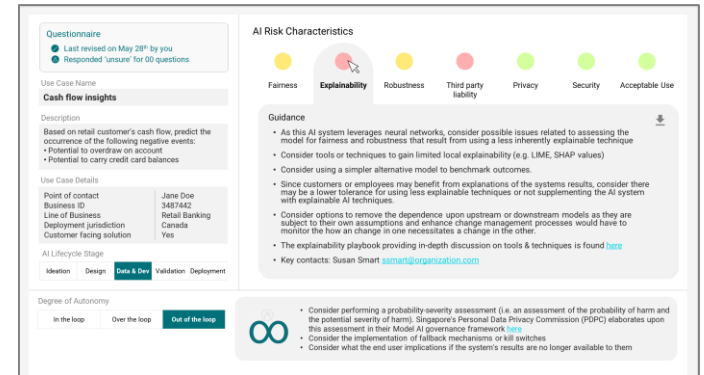 Questionnaire
Last revised on May 28th by you
Responded 'unsure' for 00 questions
Use Case Name
Cash flow insights
Description
Based on retail customer's cash flow, predict the
occurrence of the following negative events:
• Potential to overdraw on account
• Potential to carry credit card balances
Use Case Details
Point of contact Jane Doe
Business ID 3487442
Line of Business Retail Banking
Deployment jurisdiction Canada
Customer facing solution Yes
AI Lifecycle Stage
Ideation Design Data & Dev Validation Deployment
Degree of Autonomy
In the loop Over the loop Out of the loop
AI Risk Characteristics
Fairness Explainability Robustness Third party Privacy Security Acceptable Use
liability
Guidance
• As this AI system leverages neural networks, consider possible issues related to assessing the
model for fairness and robustness that result from using a less inherently explainable technique
• Consider tools or techniques to gain limited local explainability (e.g. LIME, SHAP values)
• Consider using a simpler alternative model to benchmark outcomes.
• Since customers or employees may benefit from explanations of the systems results, consider there
may be a lower tolerance for using less explainable techniques or not supplementing the AI system
with explainable AI techniques.
• Consider options to remove the dependence upon upstream or downstream models as they are
subject to their own assumptions and enhance change management processes would have to
monitor the how an change in one necessitates a change in the other.
• The explainability playbook providing in-depth discussion on tools & techniques is found here
• Key contacts: Susan Smart ssmart@organization.com
• Consider performing a probability-severity assessment (i.e. an assessment of the probability of harm and
the potential severity of harm). Singapore's Personal Data Privacy Commission (PDPC) elaborates upon
this assessment in their Model AI governance framework here
• Consider the implementation of fallback mechanisms or kill switches
• Consider what the end user implications if the system's results are no longer available to them